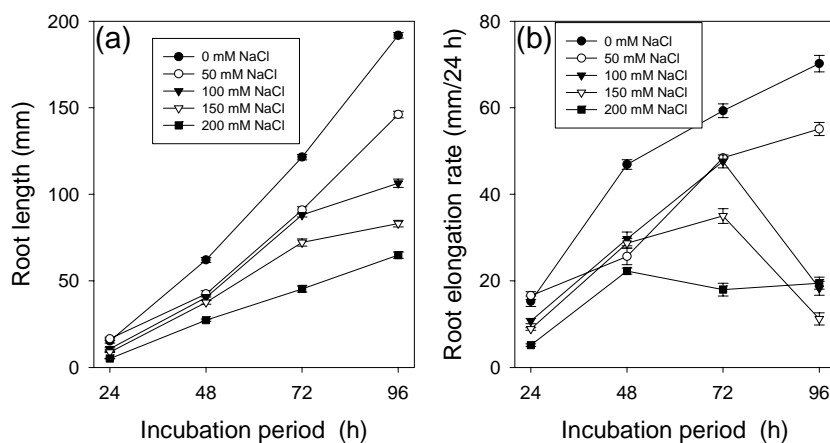 (a)
0 mM NaCl
50 mM NaCl
100 mM NaCl
150 mM NaCl
200 mM NaCl
Root length (mm)
200
150
100
50
0
24 48 72 96
Incubation period (h)
(b)
0 mM NaCl
50 mM NaCl
100 mM NaCl
150 mM NaCl
200 mM NaCl
Root elongation rate (mm/24 h)
80
60
40
20
0
24 48 72 96
Incubation period (h)